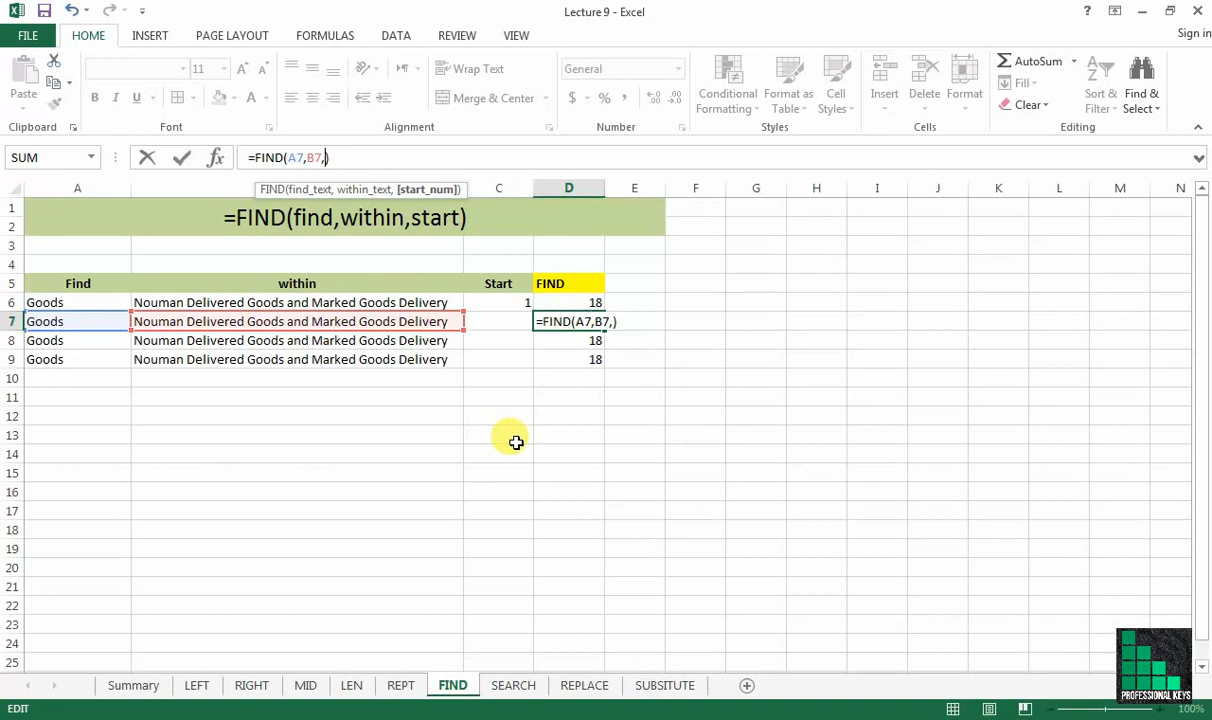 Lecture 9 - Excel
Sign in
FILE HOME INSERT PAGE LAYOUT FORMULAS DATA REVIEW VIEW
Paste
11
B I U A
Wrap Text
Merge & Center
General
$ % ,
Conditional Formatting
Format as Table
Cell Styles
Insert
Delete
Format
AutoSum
Fill
Clear
Sort & Filter
Find & Select
Clipboard Font Alignment Number Styles Cells Editing
SUM fx =FIND(A7,B7,)
FIND(find_text, within_text, [start_num])
A C D E F G H I J K L M N
1 =FIND(find,within,start)
2
3
4
5 Find within Start FIND
6 Goods Nouman Delivered Goods and Marked Goods Delivery 1 18
7 Goods Nouman Delivered Goods and Marked Goods Delivery =FIND(A7,B7,)
8 Goods Nouman Delivered Goods and Marked Goods Delivery 18
9 Goods Nouman Delivered Goods and Marked Goods Delivery 18
10
11
12
13
14
15
16
17
18
19
20
21
22
23
24
25
PROFESSIONAL KEYS
Summary LEFT RIGHT MID LEN REPT FIND SEARCH REPLACE SUBSITUTE
EDIT 100%